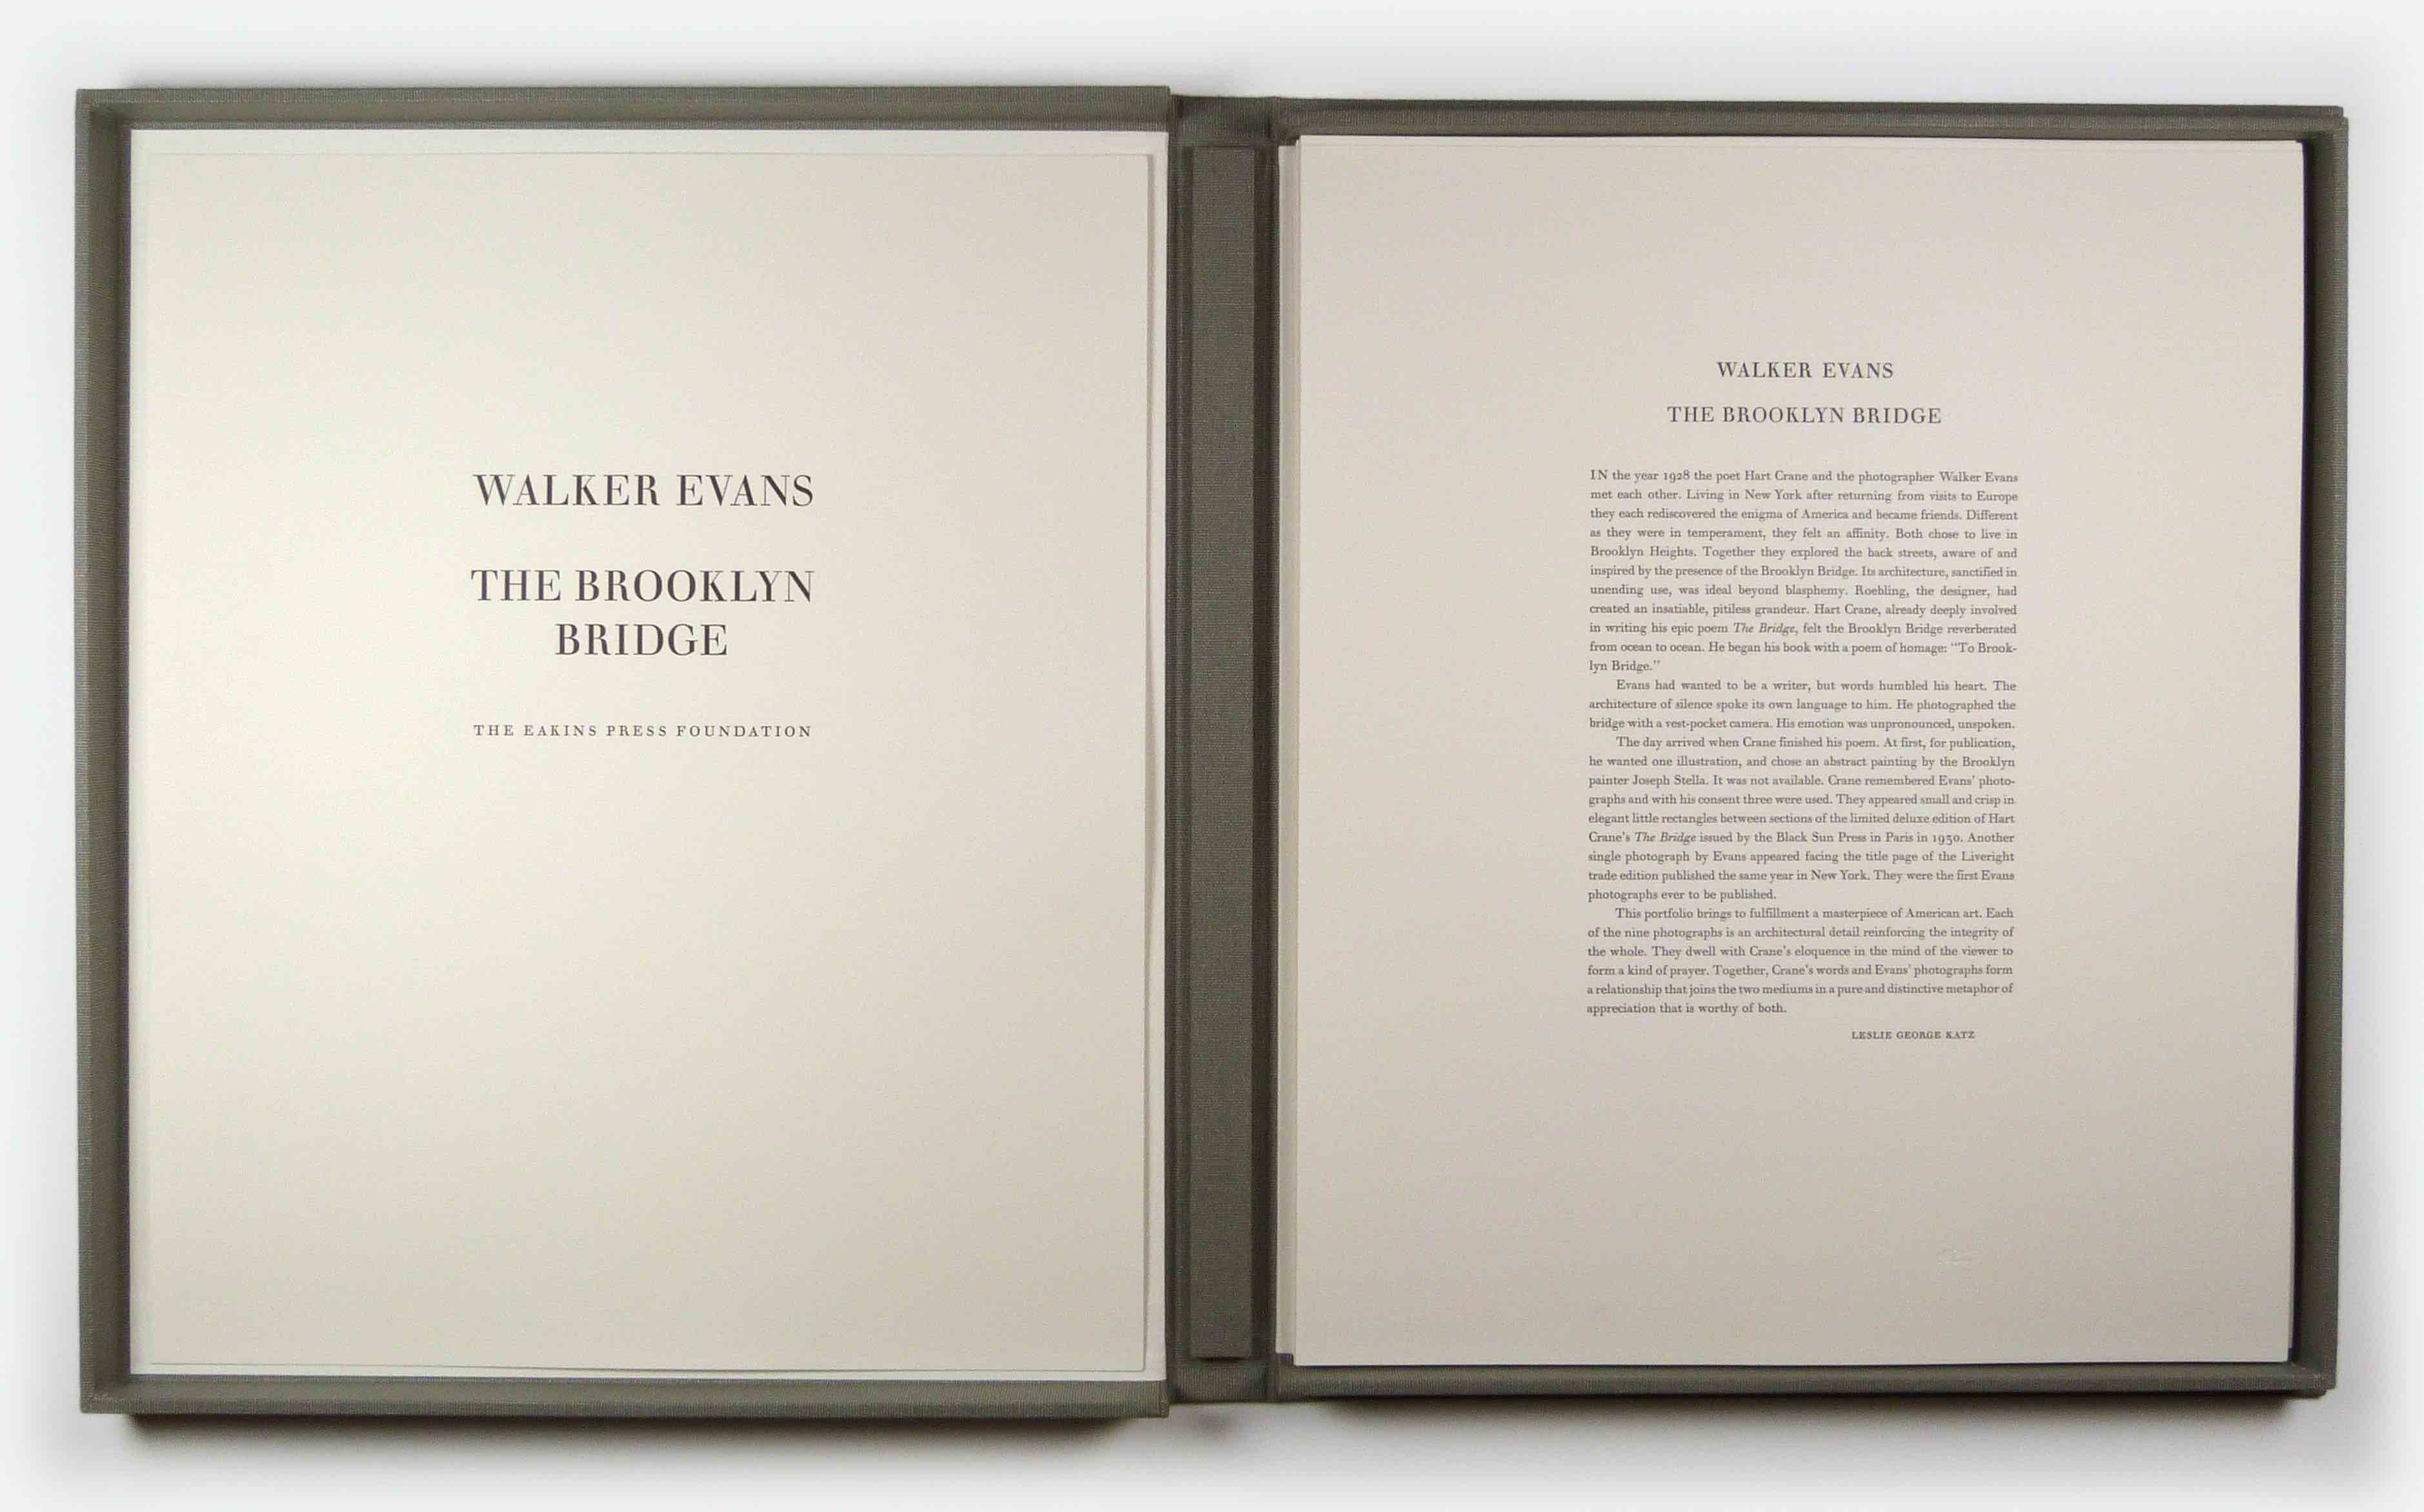 WALKER EVANS
THE BROOKLYN
BRIDGE
THE EAKINS PRESS FOUNDATION
WALKER EVANS
THE BROOKLYN BRIDGE
IN the year 1928 the poet Hart Crane and the photographer Walker Evans
met each other. Living in New York after returning from visits to Europe
they each rediscovered the enigma of America and became friends. Different
as they were in temperament, they felt an affinity. Both chose to live in
Brooklyn Heights. Together they explored the back streets, aware of and
inspired by the presence of the Brooklyn Bridge. Its architecture, sanctified in
unending use, was ideal beyond blasphemy. Roebling, the designer, had
created an insatiable, pitiless grandeur. Hart Crane, already deeply involved
in writing his epic poem The Bridge, felt the Brooklyn Bridge reverberated
from ocean to ocean. He began his book with a poem of homage: “To Brook-
lyn Bridge.”
Evans had wanted to be a writer, but words humbled his heart. The
architecture of silence spoke its own language to him. He photographed the
bridge with a vest-pocket camera. His emotion was unpronounced, unspoken.
The day arrived when Crane finished his poem. At first, for publication,
he wanted one illustration, and chose an abstract painting by the Brooklyn
painter Joseph Stella. It was not available. Crane remembered Evans’ photo-
graphs and with his consent three were used. They appeared small and crisp in
elegant little rectangles between sections of the limited deluxe edition of Hart
Crane’s The Bridge issued by the Black Sun Press in Paris in 1930. Another
single photograph by Evans appeared facing the title page of the Liveright
trade edition published the same year in New York. They were the first Evans
photographs ever to be published.
This portfolio brings to fulfillment a masterpiece of American art. Each
of the nine photographs is an architectural detail reinforcing the integrity of
the whole. They dwell with Crane’s eloquence in the mind of the viewer to
form a kind of prayer. Together, Crane’s words and Evans’ photographs form
a relationship that joins the two mediums in a pure and distinctive metaphor of
appreciation that is worthy of both.
LESLIE GEORGE KATZ